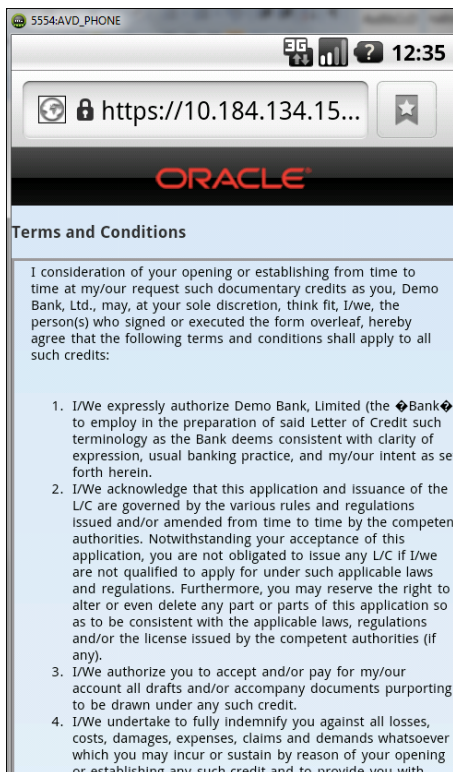 5554:AVD_PHONE
3G 12:35
https://10.184.134.15...
ORACLE
Terms and Conditions
I consideration of your opening or establishing from time to
time at my/our request such documentary credits as you, Demo
Bank, Ltd., may, at your sole discretion, think fit, I/we, the
person(s) who signed or executed the form overleaf, hereby
agree that the following terms and conditions shall apply to all
such credits:
1. I/We expressly authorize Demo Bank, Limited (the �Bank�
to employ in the preparation of said Letter of Credit such
terminology as the Bank deems consistent with clarity of
expression, usual banking practice, and my/our intent as se
forth herein.
2. I/We acknowledge that this application and issuance of the
L/C are governed by the various rules and regulations
issued and/or amended from time to time by the competen
authorities. Notwithstanding your acceptance of this
application, you are not obligated to issue any L/C if I/we
are not qualified to apply for under such applicable laws
and regulations. Furthermore, you may reserve the right to
alter or even delete any part or parts of this application so
as to be consistent with the applicable laws, regulations
and/or the license issued by the competent authorities (if
any).
3. I/We authorize you to accept and/or pay for my/our
account all drafts and/or accompany documents purporting
to be drawn under any such credit.
4. I/We undertake to fully indemnify you against all losses,
costs, damages, expenses, claims and demands whatsoever
which you may incur or sustain by reason of your opening
or establishing any such credit and to provide you with